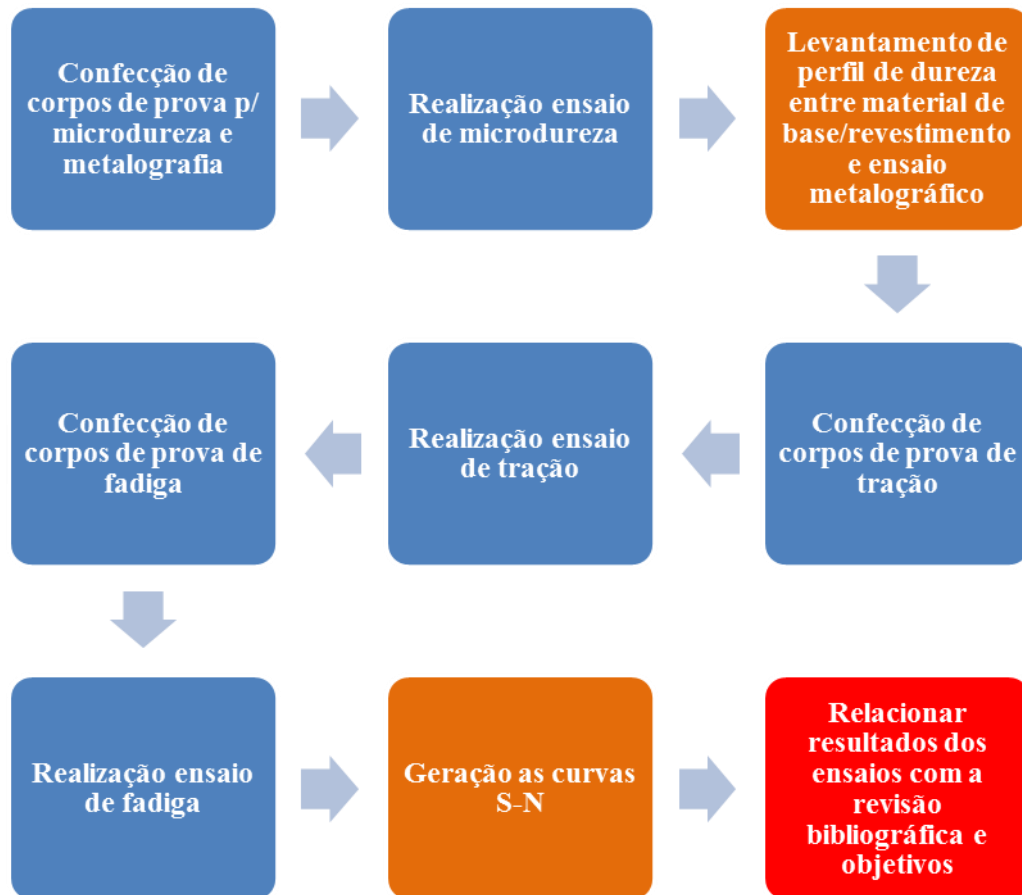 Confecção de
corpos de prova p/
microdureza e
metalografia
Realização ensaio
de microdureza
Levantamento de
perfil de dureza
entre material de
base/revestimento
e ensaio
metalográfico
Confecção de
corpos de prova de
tração
Realização ensaio
de tração
Confecção de
corpos de prova de
fadiga
Realização ensaio
de fadiga
Geração as curvas
S-N
Relacionar
resultados dos
ensaios com a
revisão
bibliográfica e
objetivos